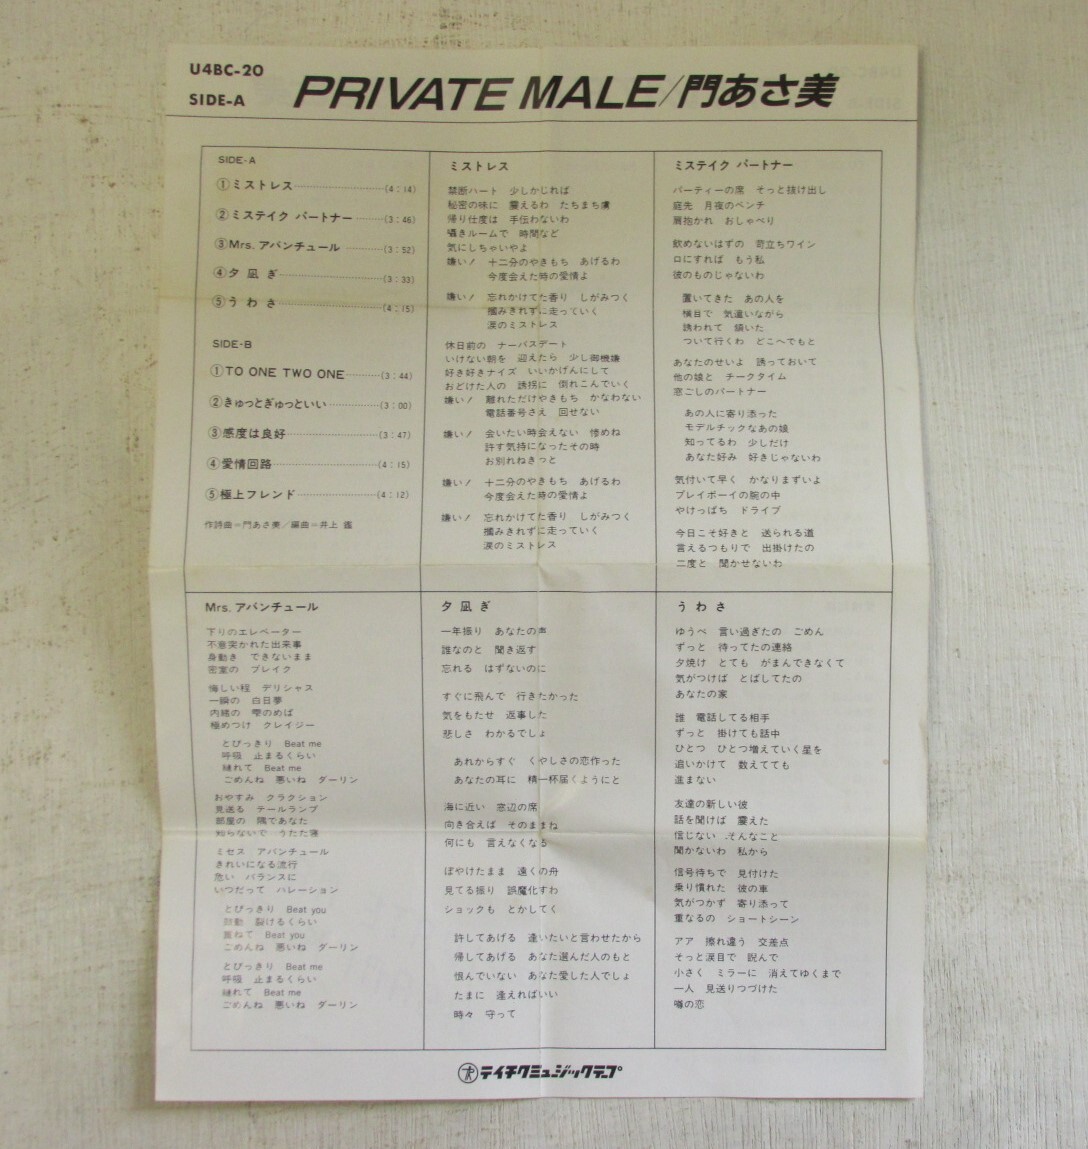 U4BC-20
SIDE-A
PRIVATE MALE/門あさ美
SIDE-A
①ミストレス (4:14)
②ミステイク パートナー (3:46)
③Mrs. アバンチュール (3:52)
④夕凪ぎ (3:33)
⑤うわさ (4:15)
SIDE-B
①TO ONE TWO ONE (3:44)
②きゅっとぎゅっといい (3:00)
③感度は良好 (3:47)
④愛情回路 (4:15)
⑤極上フレンド (4:12)
作詩曲=門あさ美/編曲=井上 鑑
ミストレス
禁断ハート 少しかじれば
秘密の味に 震えるわ たちまち虜
帰り仕度は 手伝わないわ
囁きルームで 時間など
気にしちゃいやよ
嫌い! 十二分のやきもち あげるわ
今度会えた時の愛情よ
嫌い! 忘れかけてた香り しがみつく
摑みきれずに走っていく
涙のミストレス
休日前の ナーバスデート
いけない朝を 迎えたら 少し御機嫌
好き好きナイズ いいかげんにして
おどけた人の 誘拐に 倒れこんでいく
嫌い! 離れただけやきもち かなわない
電話番号さえ 回せない
嫌い! 会いたい時会えない 惨めね
許す気持になったその時
お別れねきっと
嫌い! 十二分のやきもち あげるわ
今度会えた時の愛情よ
嫌い! 忘れかけてた香り しがみつく
摑みきれずに走っていく
涙のミストレス
ミステイク パートナー
パーティーの席 そっと抜け出し
庭先 月夜のベンチ
肩抱かれ おしゃべり
飲めないはずの 苛立ちワイン
口にすれば もう私
彼のものじゃないわ
置いてきた あの人を
横目で 気遣いながら
誘われて 頷いた
ついて行くわ どこへでもと
あなたのせいよ 誘っておいて
他の娘と チークタイム
窓ごしのパートナー
あの人に寄り添った
モデルチックなあの娘
知ってるわ 少しだけ
あなた好み 好きじゃないわ
気付いて早く かなりまずいよ
プレイボーイの腕の中
やけっぱち ドライブ
今日こそ好きと 送られる道
言えるつもりで 出掛けたの
二度と 聞かせないわ
Mrs. アバンチュール
下りのエレベーター
不意突かれた出来事
身動き できないまま
密室の ブレイク
悔しい程 デリシャス
一瞬の 白日夢
内緒の 雫のめば
極めつけ クレイジー
とびっきり Beat me
呼吸 止まるくらい
縺れて Beat me
ごめんね 悪いね ダーリン
おやすみ クラクション
見送る テールランプ
部屋の 隅であなた
知らないで うたた寝
ミセス アバンチュール
きれいになる流行
危い バランスに
いつだって ハレーション
とびっきり Beat you
鼓動 裂けるくらい
重ねて Beat you
ごめんね 悪いね ダーリン
とびっきり Beat me
呼吸 止まるくらい
縺れて Beat me
ごめんね 悪いね ダーリン
夕凪ぎ
一年振り あなたの声
誰なのと 聞き返す
忘れる はずないのに
すぐに飛んで 行きたかった
気をもたせ 返事した
悲しさ わかるでしょ
あれからすぐ くやしさの恋作った
あなたの耳に 精一杯届くようにと
海に近い 窓辺の席
向き合えば そのままね
何にも 言えなくなる
ぼやけたまま 遠くの舟
見てる振り 誤魔化すわ
ショックも とかしてく
許してあげる 逢いたいと言わせたから
帰してあげる あなた選んだ人のもと
恨んでいない あなた愛した人でしょ
たまに 逢えればいい
時々 守って
うわさ
ゆうべ 言い過ぎたの ごめん
ずっと 待ってたの連絡
夕焼け とても がまんできなくて
気がつけば とばしてたの
あなたの家
誰 電話してる相手
ずっと 掛けても話中
ひとつ ひとつ増えていく星を
追いかけて 数えてても
進まない
友達の新しい彼
話を聞けば 震えた
信じない そんなこと
聞かないわ 私から
信号待ちで 見付けた
乗り慣れた 彼の車
気がつかず 寄り添って
重なるの ショートシーン
アア 擦れ違う 交差点
そっと涙目で 睨んで
小さく ミラーに 消えてゆくまで
一人 見送りつづけた
噂の恋
テイチクミュージックテープ